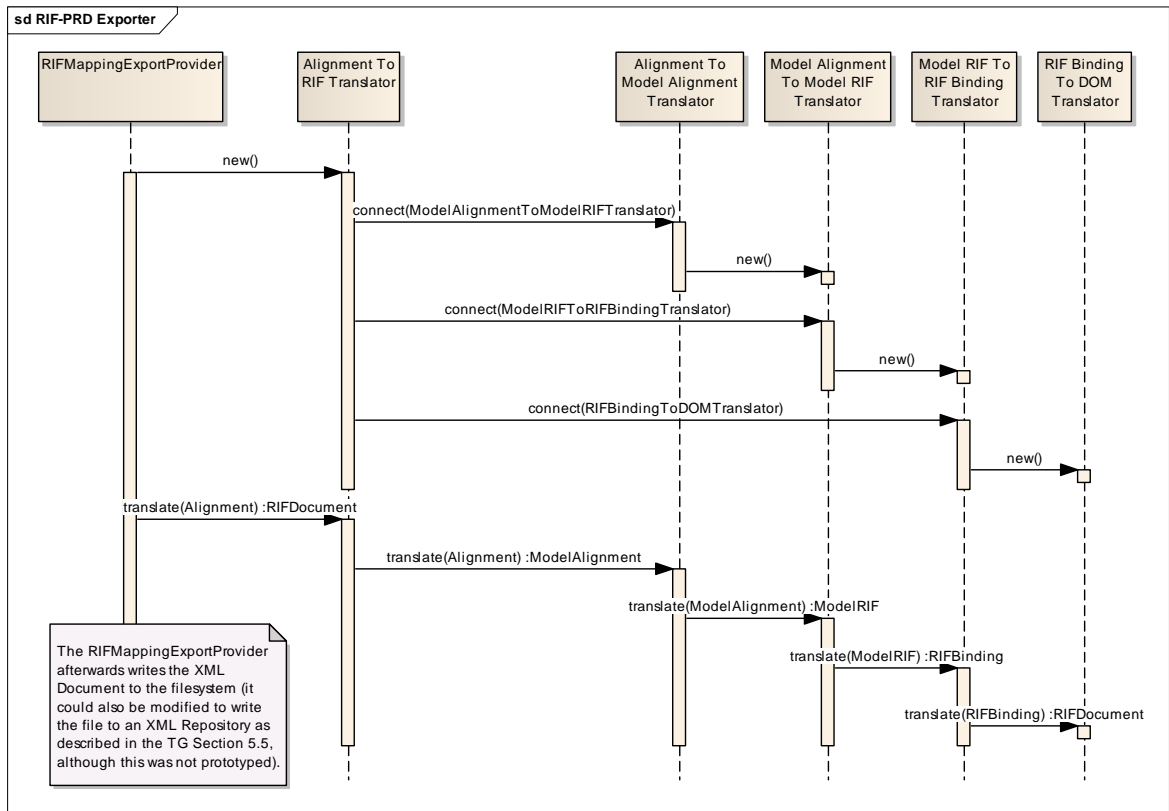 sd RIF-PRD Exporter
RIFMappingExportProvider
Alignment To
RIF Translator
Alignment To
Model Alignment
Translator
Model Alignment
To Model RIF
Translator
Model RIF To
RIF Binding
Translator
RIF Binding
To DOM
Translator
new()
connect(ModelAlignmentToModelRIFTranslator)
new()
connect(ModelRIFToRIFBindingTranslator)
new()
connect(RIFBindingToDOMTranslator)
new()
translate(Alignment) :RIFDocument
translate(Alignment) :ModelAlignment
translate(ModelAlignment) :ModelRIF
translate(ModelRIF) :RIFBinding
translate(RIFBinding) :RIFDocument
The RIFMappingExportProvider
afterwards writes the XML
Document to the filesystem (it
could also be modified to write
the file to an XML Repository as
described in the TG Section 5.5,
although this was not prototyped).